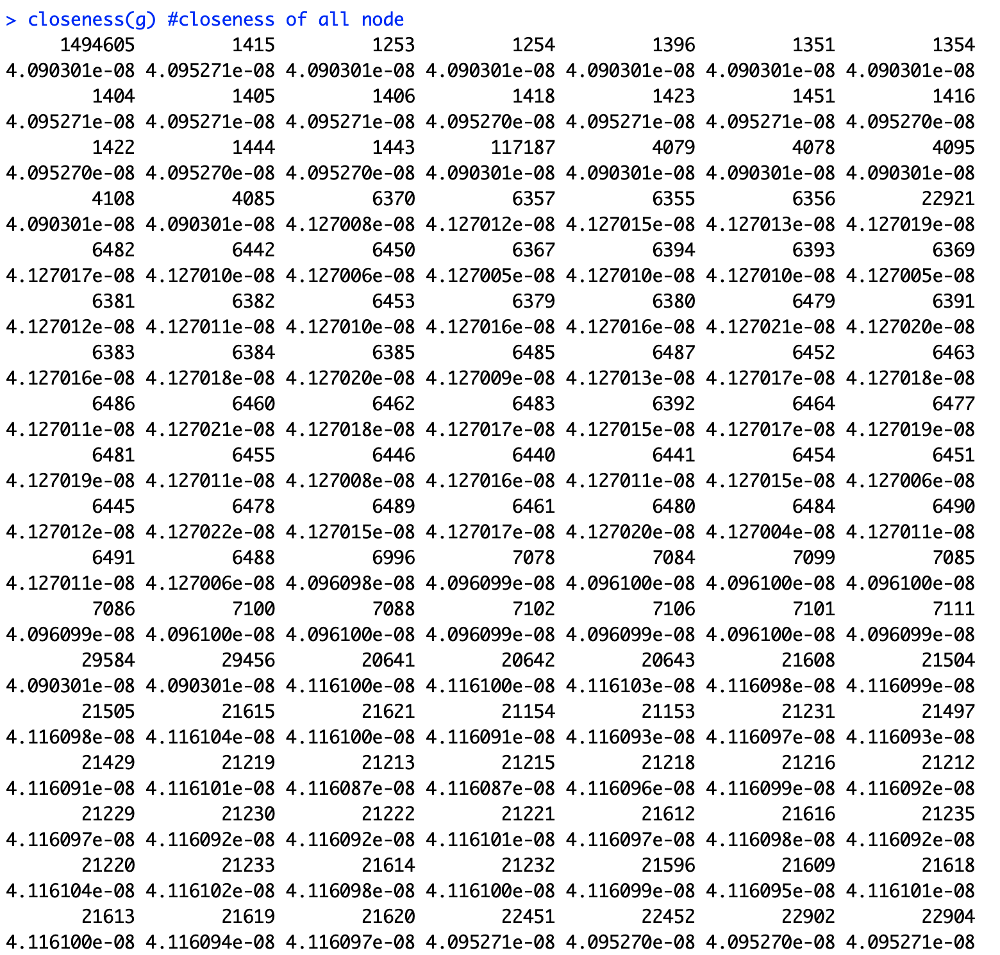 > closeness(g) #closeness of all node
1494605 1415 1253 1254 1396 1351 1354
4.090301e-08 4.095271e-08 4.090301e-08 4.090301e-08 4.090301e-08 4.090301e-08 4.090301e-08
1404 1405 1406 1418 1423 1451 1416
4.095271e-08 4.095271e-08 4.095271e-08 4.095270e-08 4.095271e-08 4.095271e-08 4.095270e-08
1422 1444 1443 117187 4079 4078 4095
4.095270e-08 4.095270e-08 4.095270e-08 4.090301e-08 4.090301e-08 4.090301e-08 4.090301e-08
4108 4085 6370 6357 6355 6356 22921
4.090301e-08 4.090301e-08 4.127008e-08 4.127012e-08 4.127015e-08 4.127013e-08 4.127019e-08
6482 6442 6450 6367 6394 6393 6369
4.127017e-08 4.127010e-08 4.127006e-08 4.127005e-08 4.127010e-08 4.127010e-08 4.127005e-08
6381 6382 6453 6379 6380 6479 6391
4.127012e-08 4.127011e-08 4.127010e-08 4.127016e-08 4.127016e-08 4.127021e-08 4.127020e-08
6383 6384 6385 6485 6487 6452 6463
4.127016e-08 4.127018e-08 4.127020e-08 4.127009e-08 4.127013e-08 4.127017e-08 4.127018e-08
6486 6460 6462 6483 6392 6464 6477
4.127011e-08 4.127021e-08 4.127018e-08 4.127017e-08 4.127015e-08 4.127017e-08 4.127019e-08
6481 6455 6446 6440 6441 6454 6451
4.127019e-08 4.127011e-08 4.127008e-08 4.127016e-08 4.127011e-08 4.127015e-08 4.127006e-08
6445 6478 6489 6461 6480 6484 6490
4.127012e-08 4.127022e-08 4.127015e-08 4.127017e-08 4.127020e-08 4.127004e-08 4.127011e-08
6491 6488 6996 7078 7084 7099 7085
4.127011e-08 4.127006e-08 4.096098e-08 4.096099e-08 4.096100e-08 4.096100e-08 4.096100e-08
7086 7100 7088 7102 7106 7101 7111
4.096099e-08 4.096100e-08 4.096100e-08 4.096099e-08 4.096099e-08 4.096100e-08 4.096099e-08
29584 29456 20641 20642 20643 21608 21504
4.090301e-08 4.090301e-08 4.116100e-08 4.116100e-08 4.116103e-08 4.116098e-08 4.116099e-08
21505 21615 21621 21154 21153 21231 21497
4.116098e-08 4.116104e-08 4.116100e-08 4.116091e-08 4.116093e-08 4.116097e-08 4.116093e-08
21429 21219 21213 21215 21218 21216 21212
4.116091e-08 4.116101e-08 4.116087e-08 4.116087e-08 4.116096e-08 4.116099e-08 4.116092e-08
21229 21230 21222 21221 21612 21616 21235
4.116097e-08 4.116092e-08 4.116092e-08 4.116101e-08 4.116097e-08 4.116098e-08 4.116092e-08
21220 21233 21614 21232 21596 21609 21618
4.116104e-08 4.116102e-08 4.116098e-08 4.116100e-08 4.116099e-08 4.116095e-08 4.116101e-08
21613 21619 21620 22451 22452 22902 22904
4.116100e-08 4.116094e-08 4.116097e-08 4.095271e-08 4.095270e-08 4.095270e-08 4.095271e-08